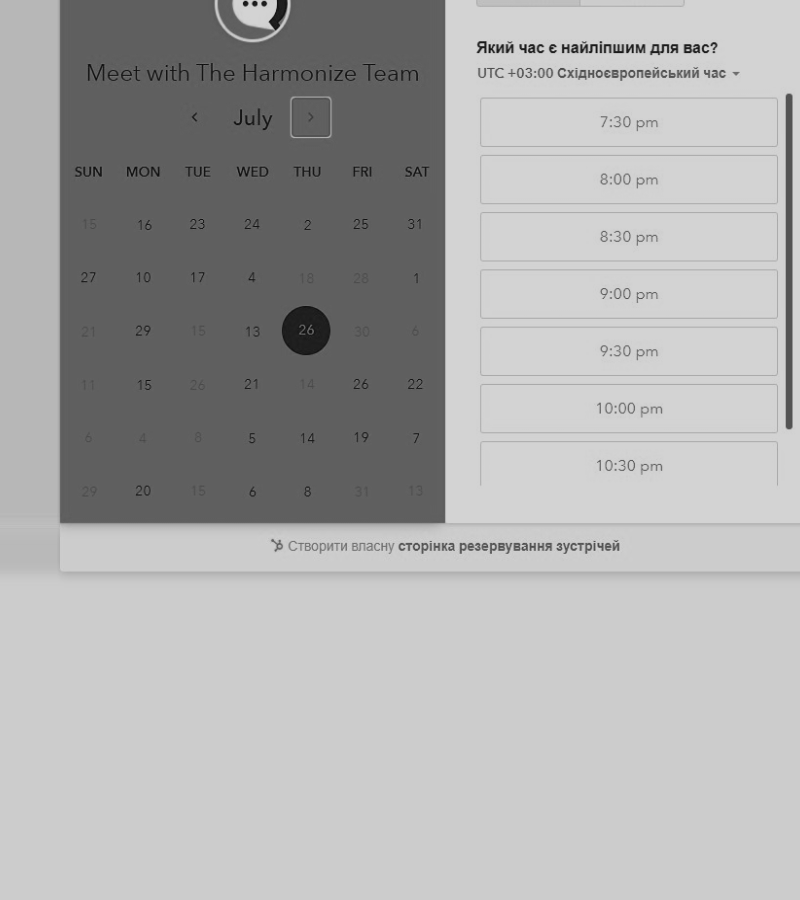 Meet with The Harmonize Team
July
SUN MON TUE WED THU FRI SAT
15 16 23 24 2 25 31
27 10 17 4 18 28 1
21 29 15 13 26 30 6
11 15 26 21 14 26 22
6 4 8 5 14 19 7
29 20 15 6 8 31 13
Який час є найліпшим для вас?
UTC +03:00 Східноєвропейський час
7:30 pm
8:00 pm
8:30 pm
9:00 pm
9:30 pm
10:00 pm
10:30 pm
Створити власну сторінка резервування зустрічей